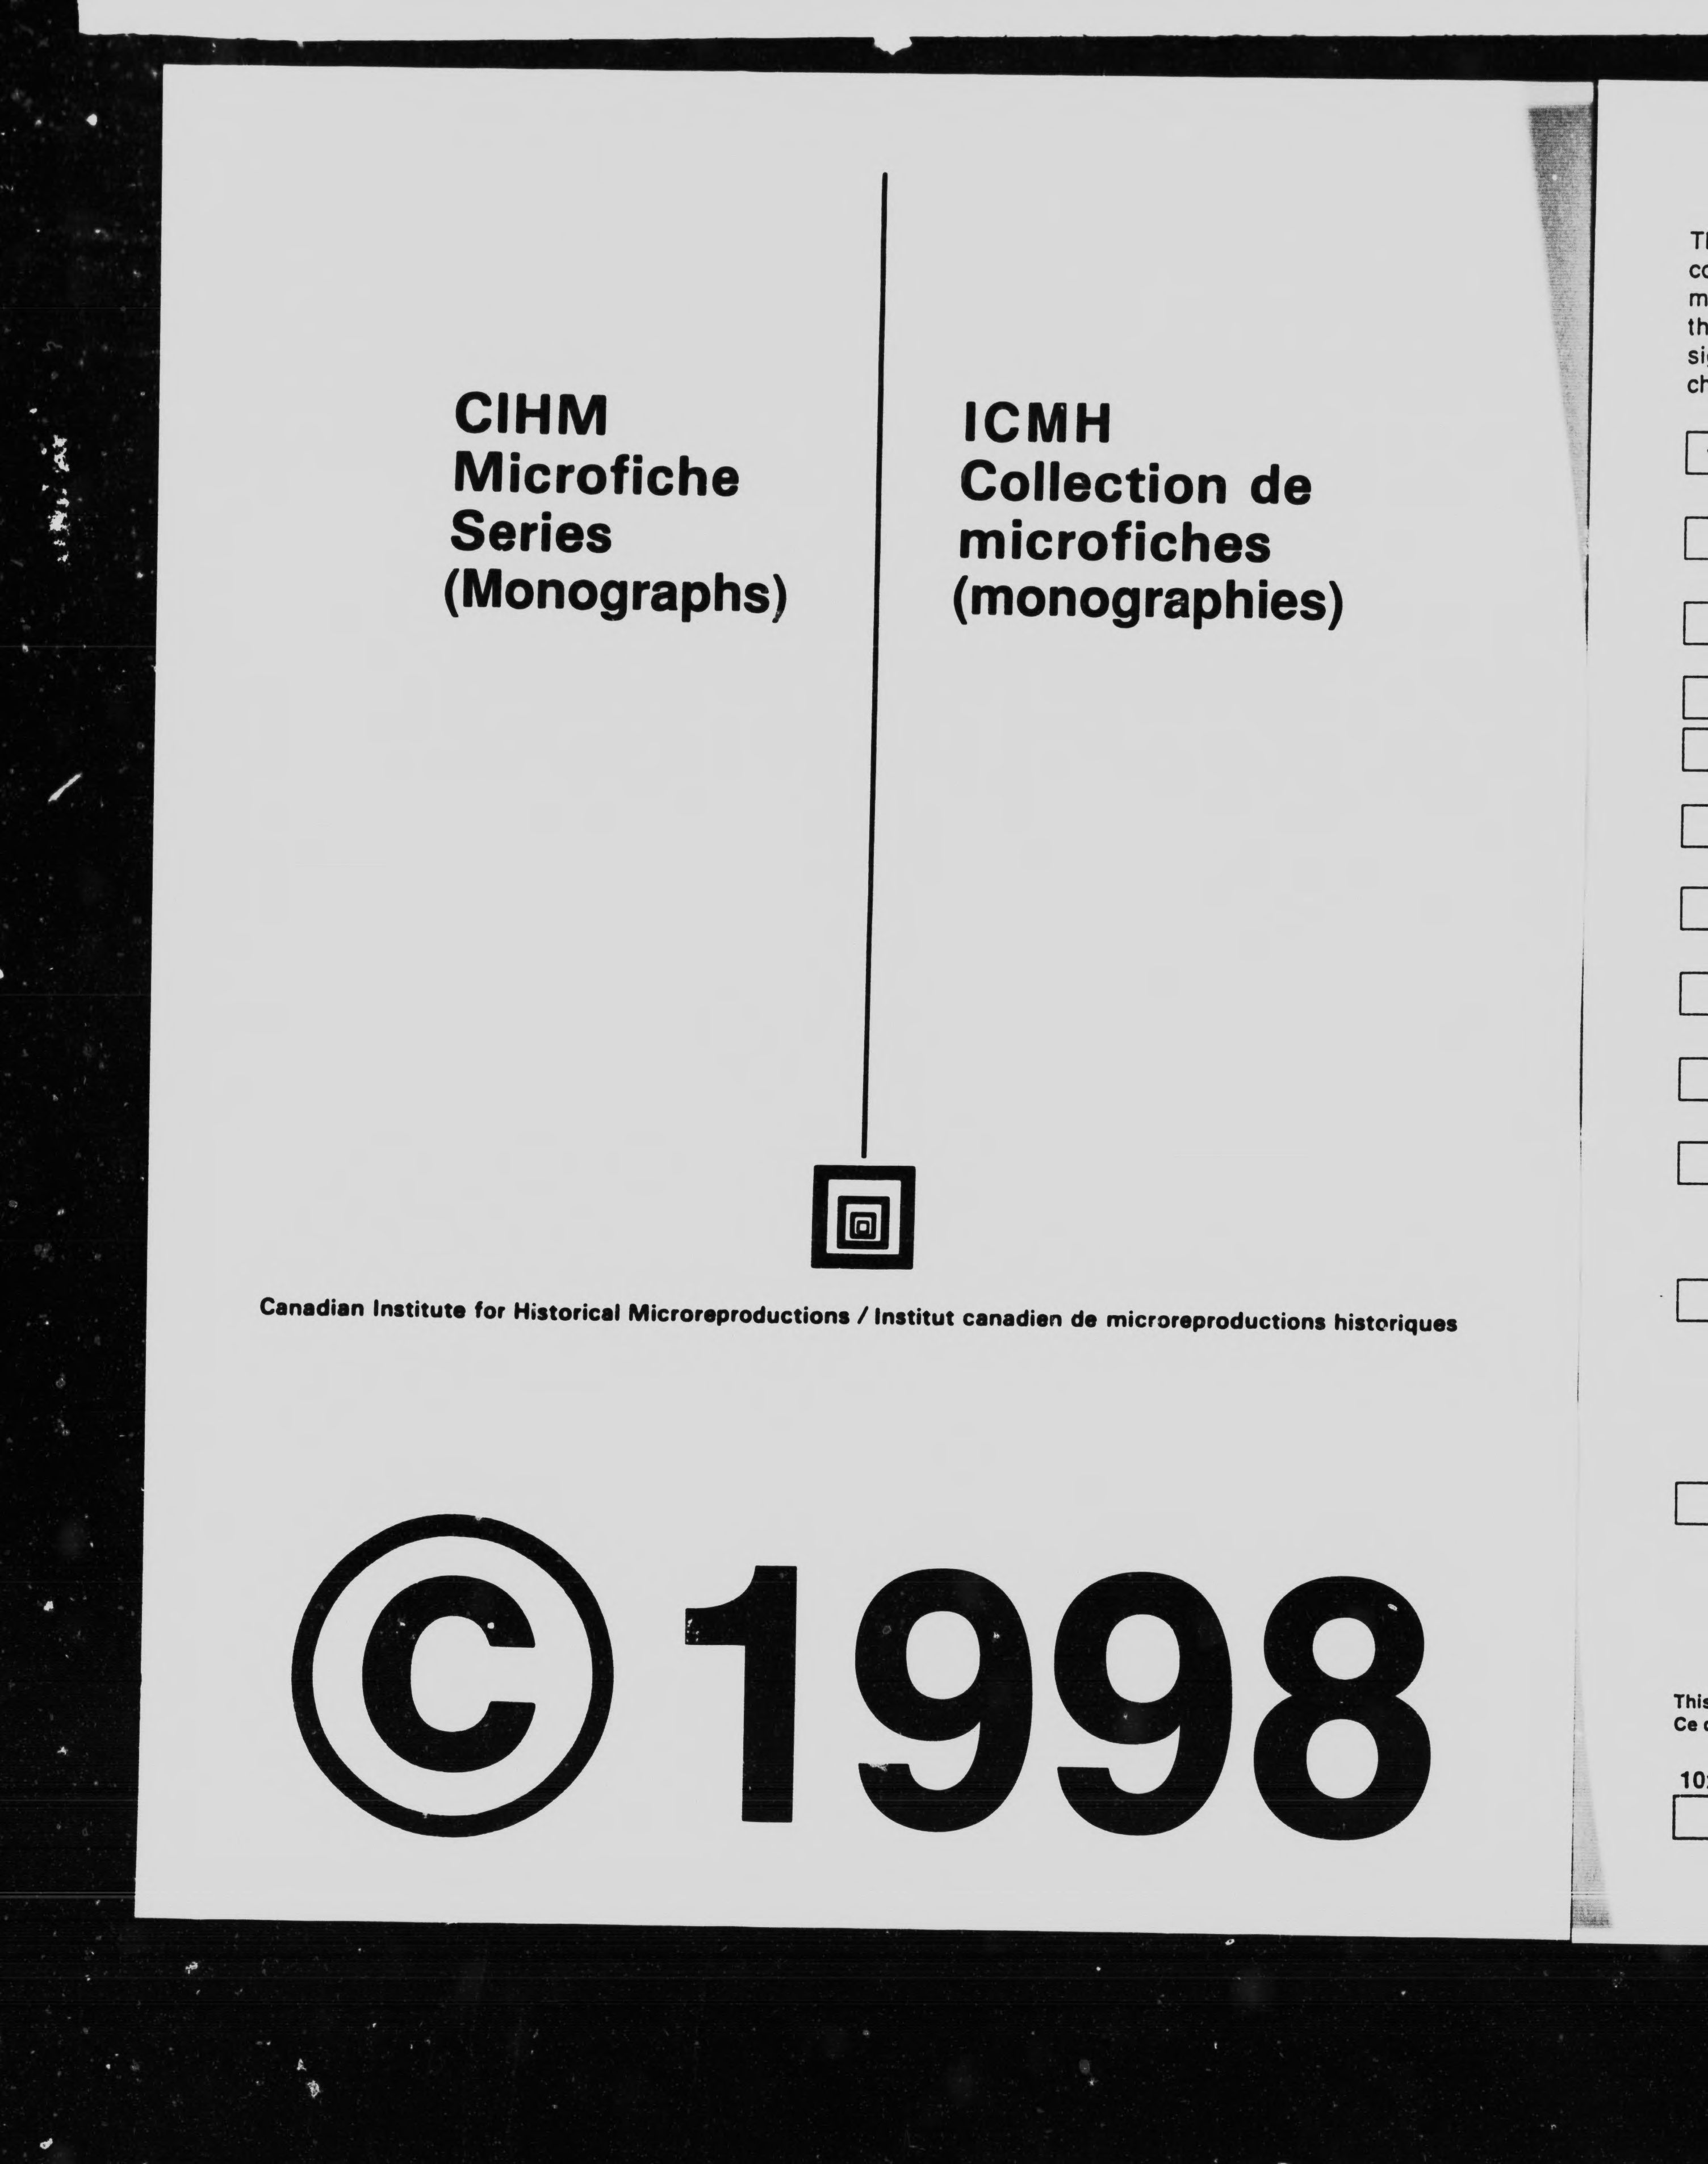 CIHM
Microfiche
Series
(Monographs)
ICMH
Collection de
microfiches
(monographies)
Canadian Institute for Historical Microreproductions / Institut canadien de microreproductions historiques
© 1998
This